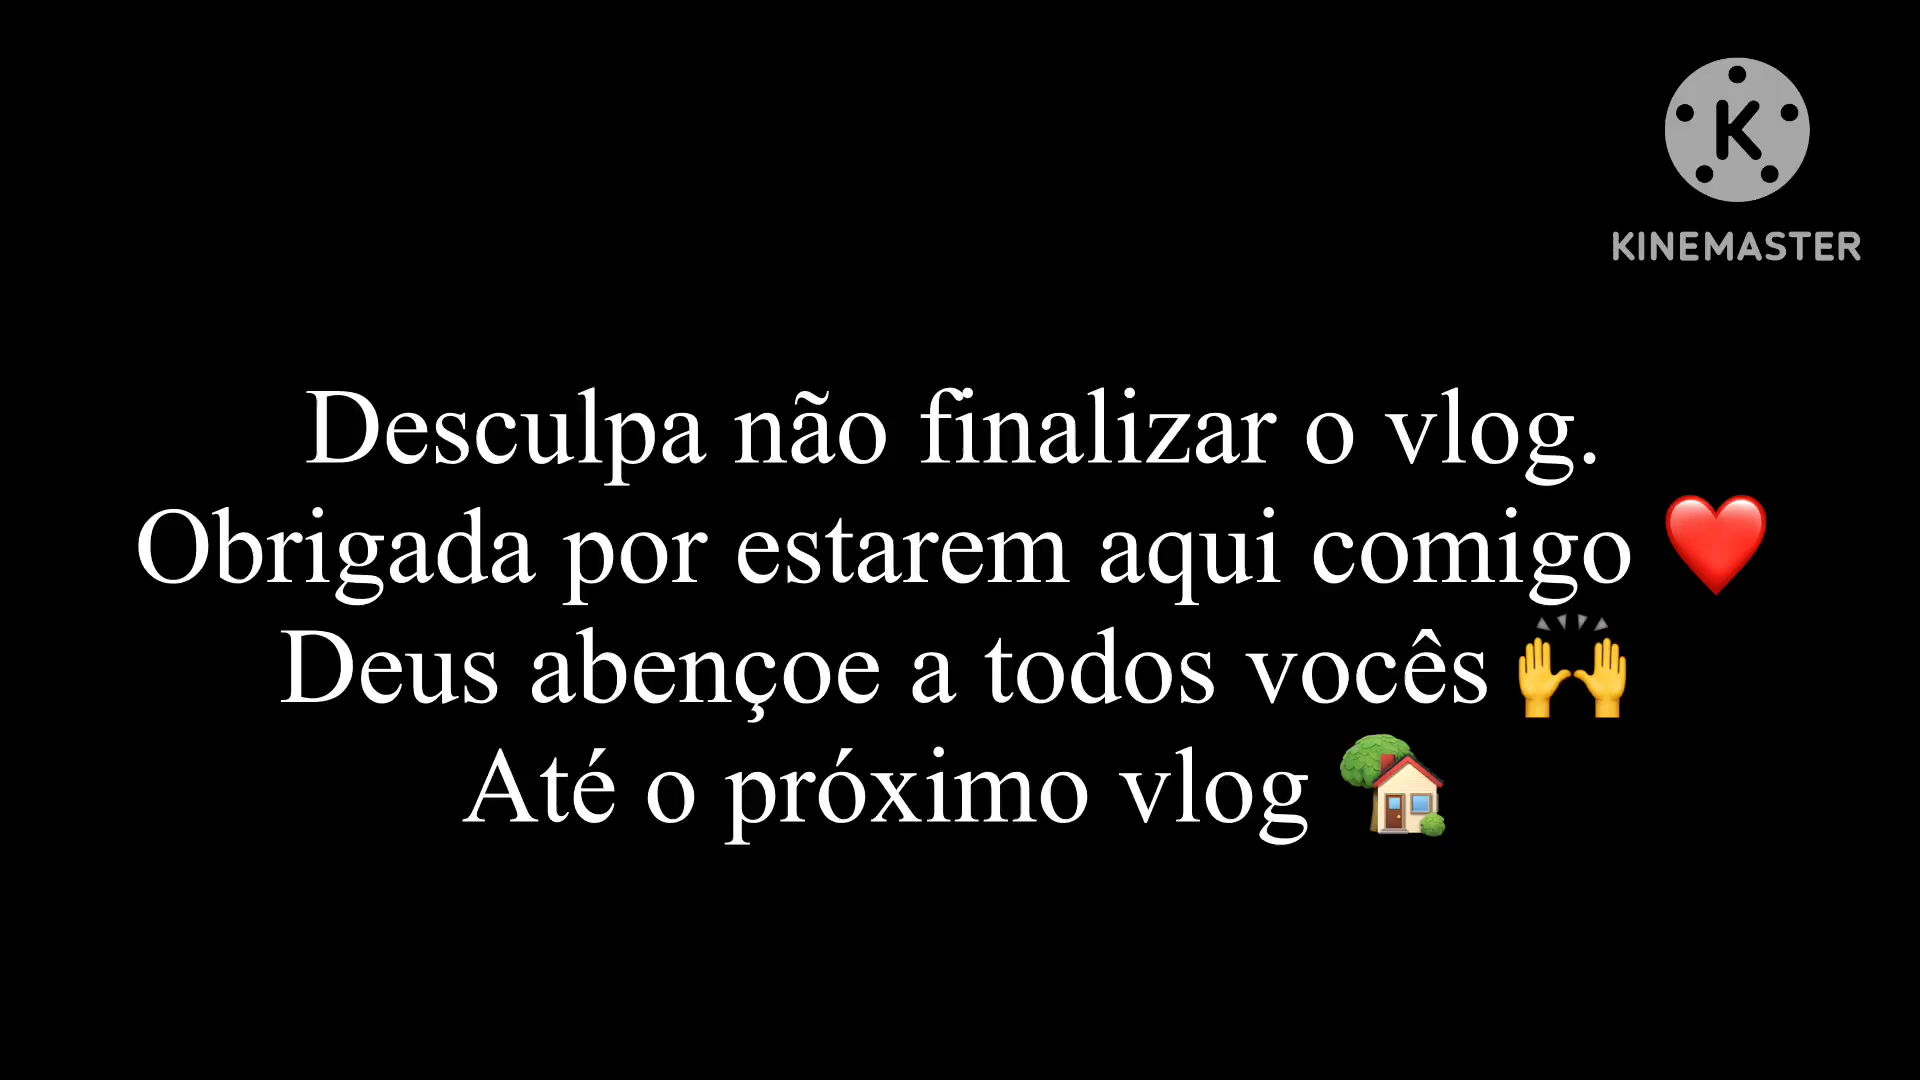 K
KINEMASTER
Desculpa não finalizar o vlog.
Obrigada por estarem aqui comigo ❤️
Deus abençoe a todos vocês 🙌
Até o próximo vlog 🏡